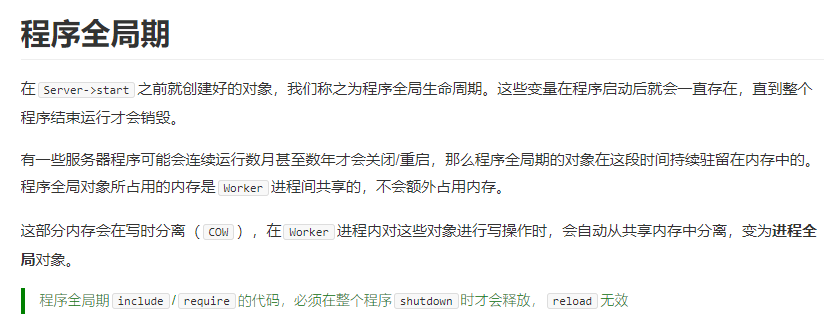 程序全局期
在 Server->start 之前就创建好的对象，我们称之为程序全局生命周期。这些变量在程序启动后就会一直存在，直到整个
程序结束运行才会销毁。
有一些服务器程序可能会连续运行数月甚至数年才会关闭/重启，那么程序全局期的对象在这段时间持续驻留在内存中的。
程序全局对象所占用的内存是 Worker 进程间共享的，不会额外占用内存。
这部分内存会在写时分离（ COW ），在 Worker 进程内对这些对象进行写操作时，会自动从共享内存中分离，变为进程全
局对象。
程序全局期 include / require 的代码，必须在整个程序 shutdown 时才会释放， reload 无效